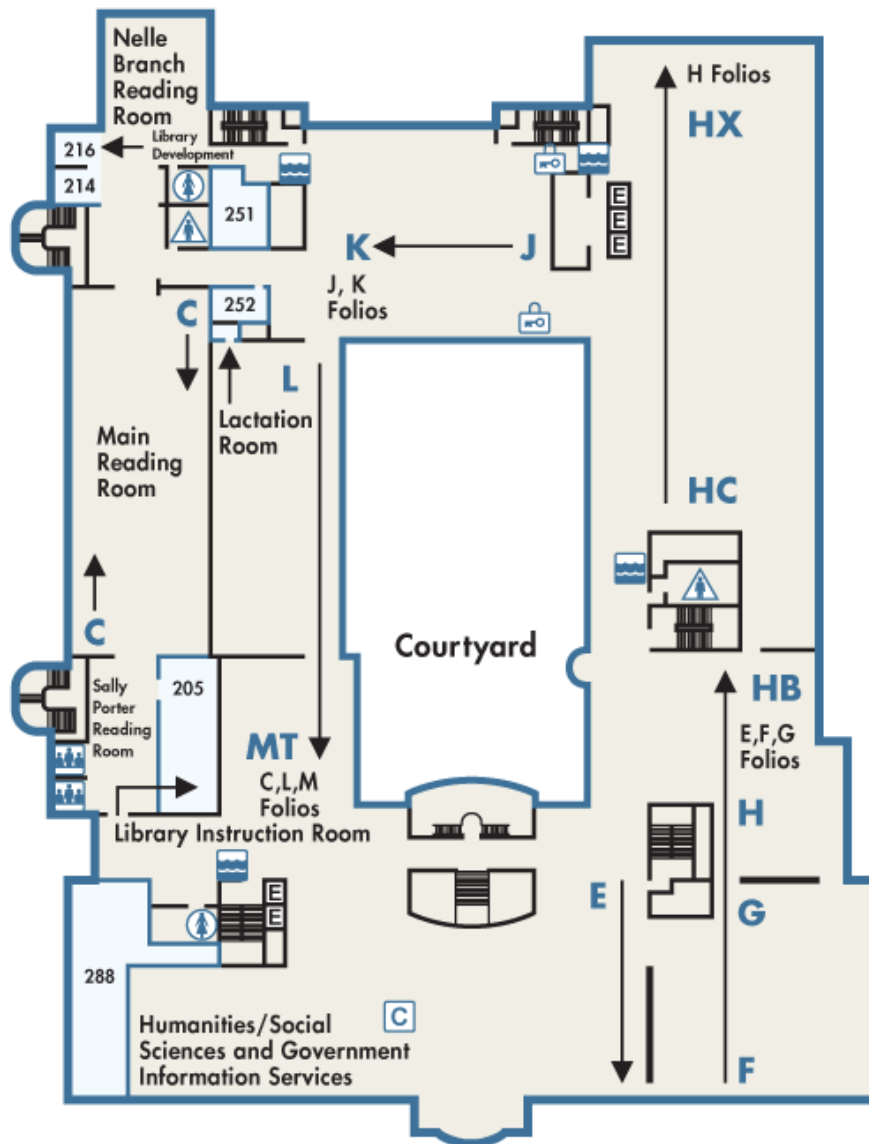 Nelle
Branch
Reading
Room
H Folios
HX
216
Library
Development
214
251
E
E
E
K
J
J, K
Folios
C
252
L
Lactation
Room
Main
Reading
Room
HC
C
Courtyard
Sally
Porter
Reading
Room
205
HB
E,F,G
Folios
MT
C,L,M
Folios
H
Library Instruction Room
E
E
E
G
288
C
Humanities/Social
Sciences and Government
Information Services
F